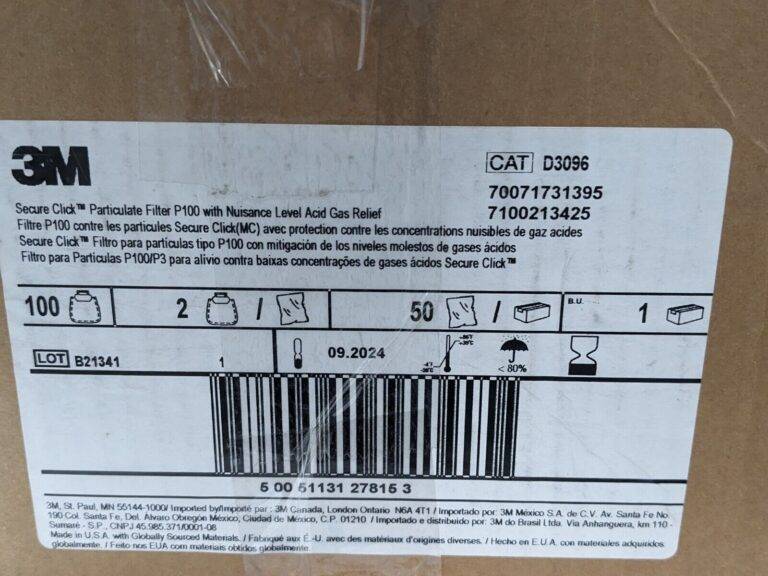 3M
CAT D3096
70071731395
7100213425
Secure Click™ Particulate Filter P100 with Nuisance Level Acid Gas Relief
Filtre P100 contre les particules Secure Click(MC) avec protection contre les concentrations nuisibles de gaz acides
Secure Click™ Filtro para partículas tipo P100 con mitigación de los niveles molestos de gases ácidos
Filtro para Partículas P100/P3 para alívio contra baixas concentrações de gases ácidos Secure Click™
100 2 / 50 / B.U. 1
LOT B21341 1 09.2024 < 80%
5 00 51131 27815 3
3M, St. Paul, MN 55144-1000/ Imported by/Importé par : 3M Canada, London Ontario N6A 4T1 / Importado por: 3M México S.A. de C.V. Av. Santa Fe No.
190 Col. Santa Fe, Del. Álvaro Obregón México, Ciudad de México, C.P. 01210 / Importado e distribuido por: 3M do Brasil Ltda. Via Anhanguera, km 110 -
Sumaré - S.P., CNPJ 45.985.371/0001-08
Made in U.S.A. with Globally Sourced Materials. / Fabriqué aux É.-U. avec des matériaux d'origines diverses. / Hecho en E.U.A. con materiales adquiridos
globalmente. / Feito nos EUA com materiais obtidos globalmente.